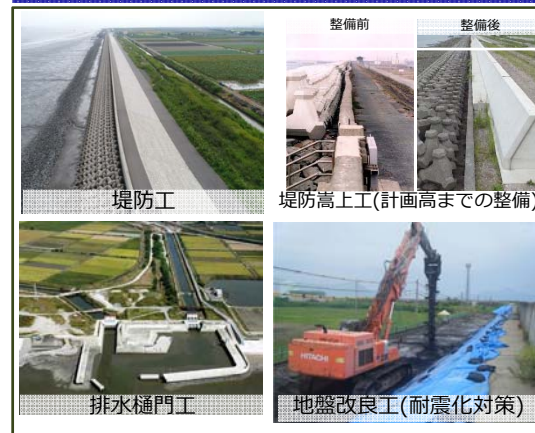 整備前
整備後
堤防工
堤防嵩上工(計画高までの整備)
排水樋門工
HITACHI
地盤改良工(耐震化対策)